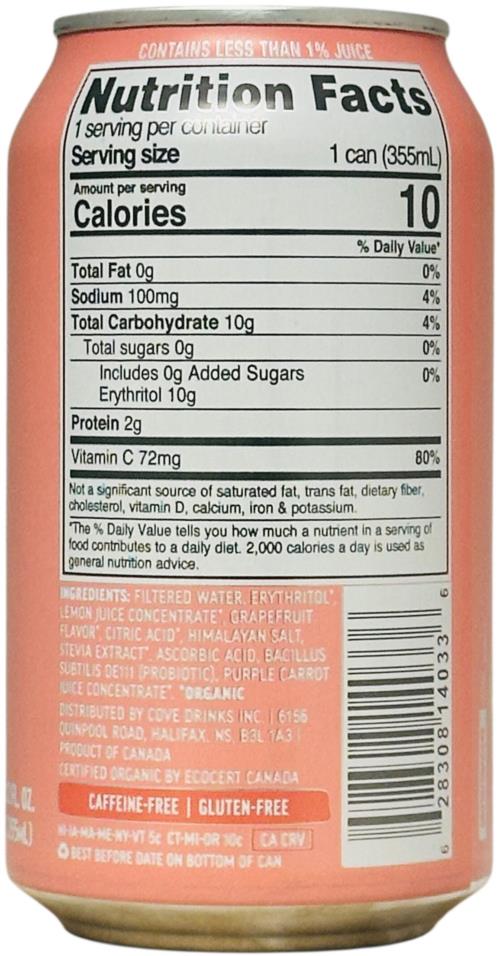 CONTAINS LESS THAN 1% JUICE
Nutrition Facts
1 serving per container
Serving size 1 can (355mL)
Amount per serving
Calories 10
% Daily Value*
Total Fat 0g 0%
Sodium 100mg 4%
Total Carbohydrate 10g 4%
Total sugars 0g 0%
Includes 0g Added Sugars 0%
Erythritol 10g
Protein 2g
Vitamin C 72mg 80%
Not a significant source of saturated fat, trans fat, dietary fiber,
cholesterol, vitamin D, calcium, iron & potassium.
*The % Daily Value tells you how much a nutrient in a serving of
food contributes to a daily diet. 2,000 calories a day is used as
general nutrition advice.
INGREDIENTS: FILTERED WATER, ERYTHRITOL*,
LEMON JUICE CONCENTRATE*, GRAPEFRUIT
FLAVOR*, CITRIC ACID*, HIMALAYAN SALT,
STEVIA EXTRACT*, ASCORBIC ACID, BACILLUS
SUBTILIS DE111 (PROBIOTIC), PURPLE CARROT
JUICE CONCENTRATE*. *ORGANIC
DISTRIBUTED BY COVE DRINKS INC. | 6156
QUINPOOL ROAD, HALIFAX, NS, B3L 1A3 |
PRODUCT OF CANADA
CERTIFIED ORGANIC BY ECOCERT CANADA
CAFFEINE-FREE | GLUTEN-FREE
HI-IA-MA-ME-NY-VT 5¢ CT-MI-OR 10¢ CA CRV
BEST BEFORE DATE ON BOTTOM OF CAN
6 28308 14033 9
OZ.